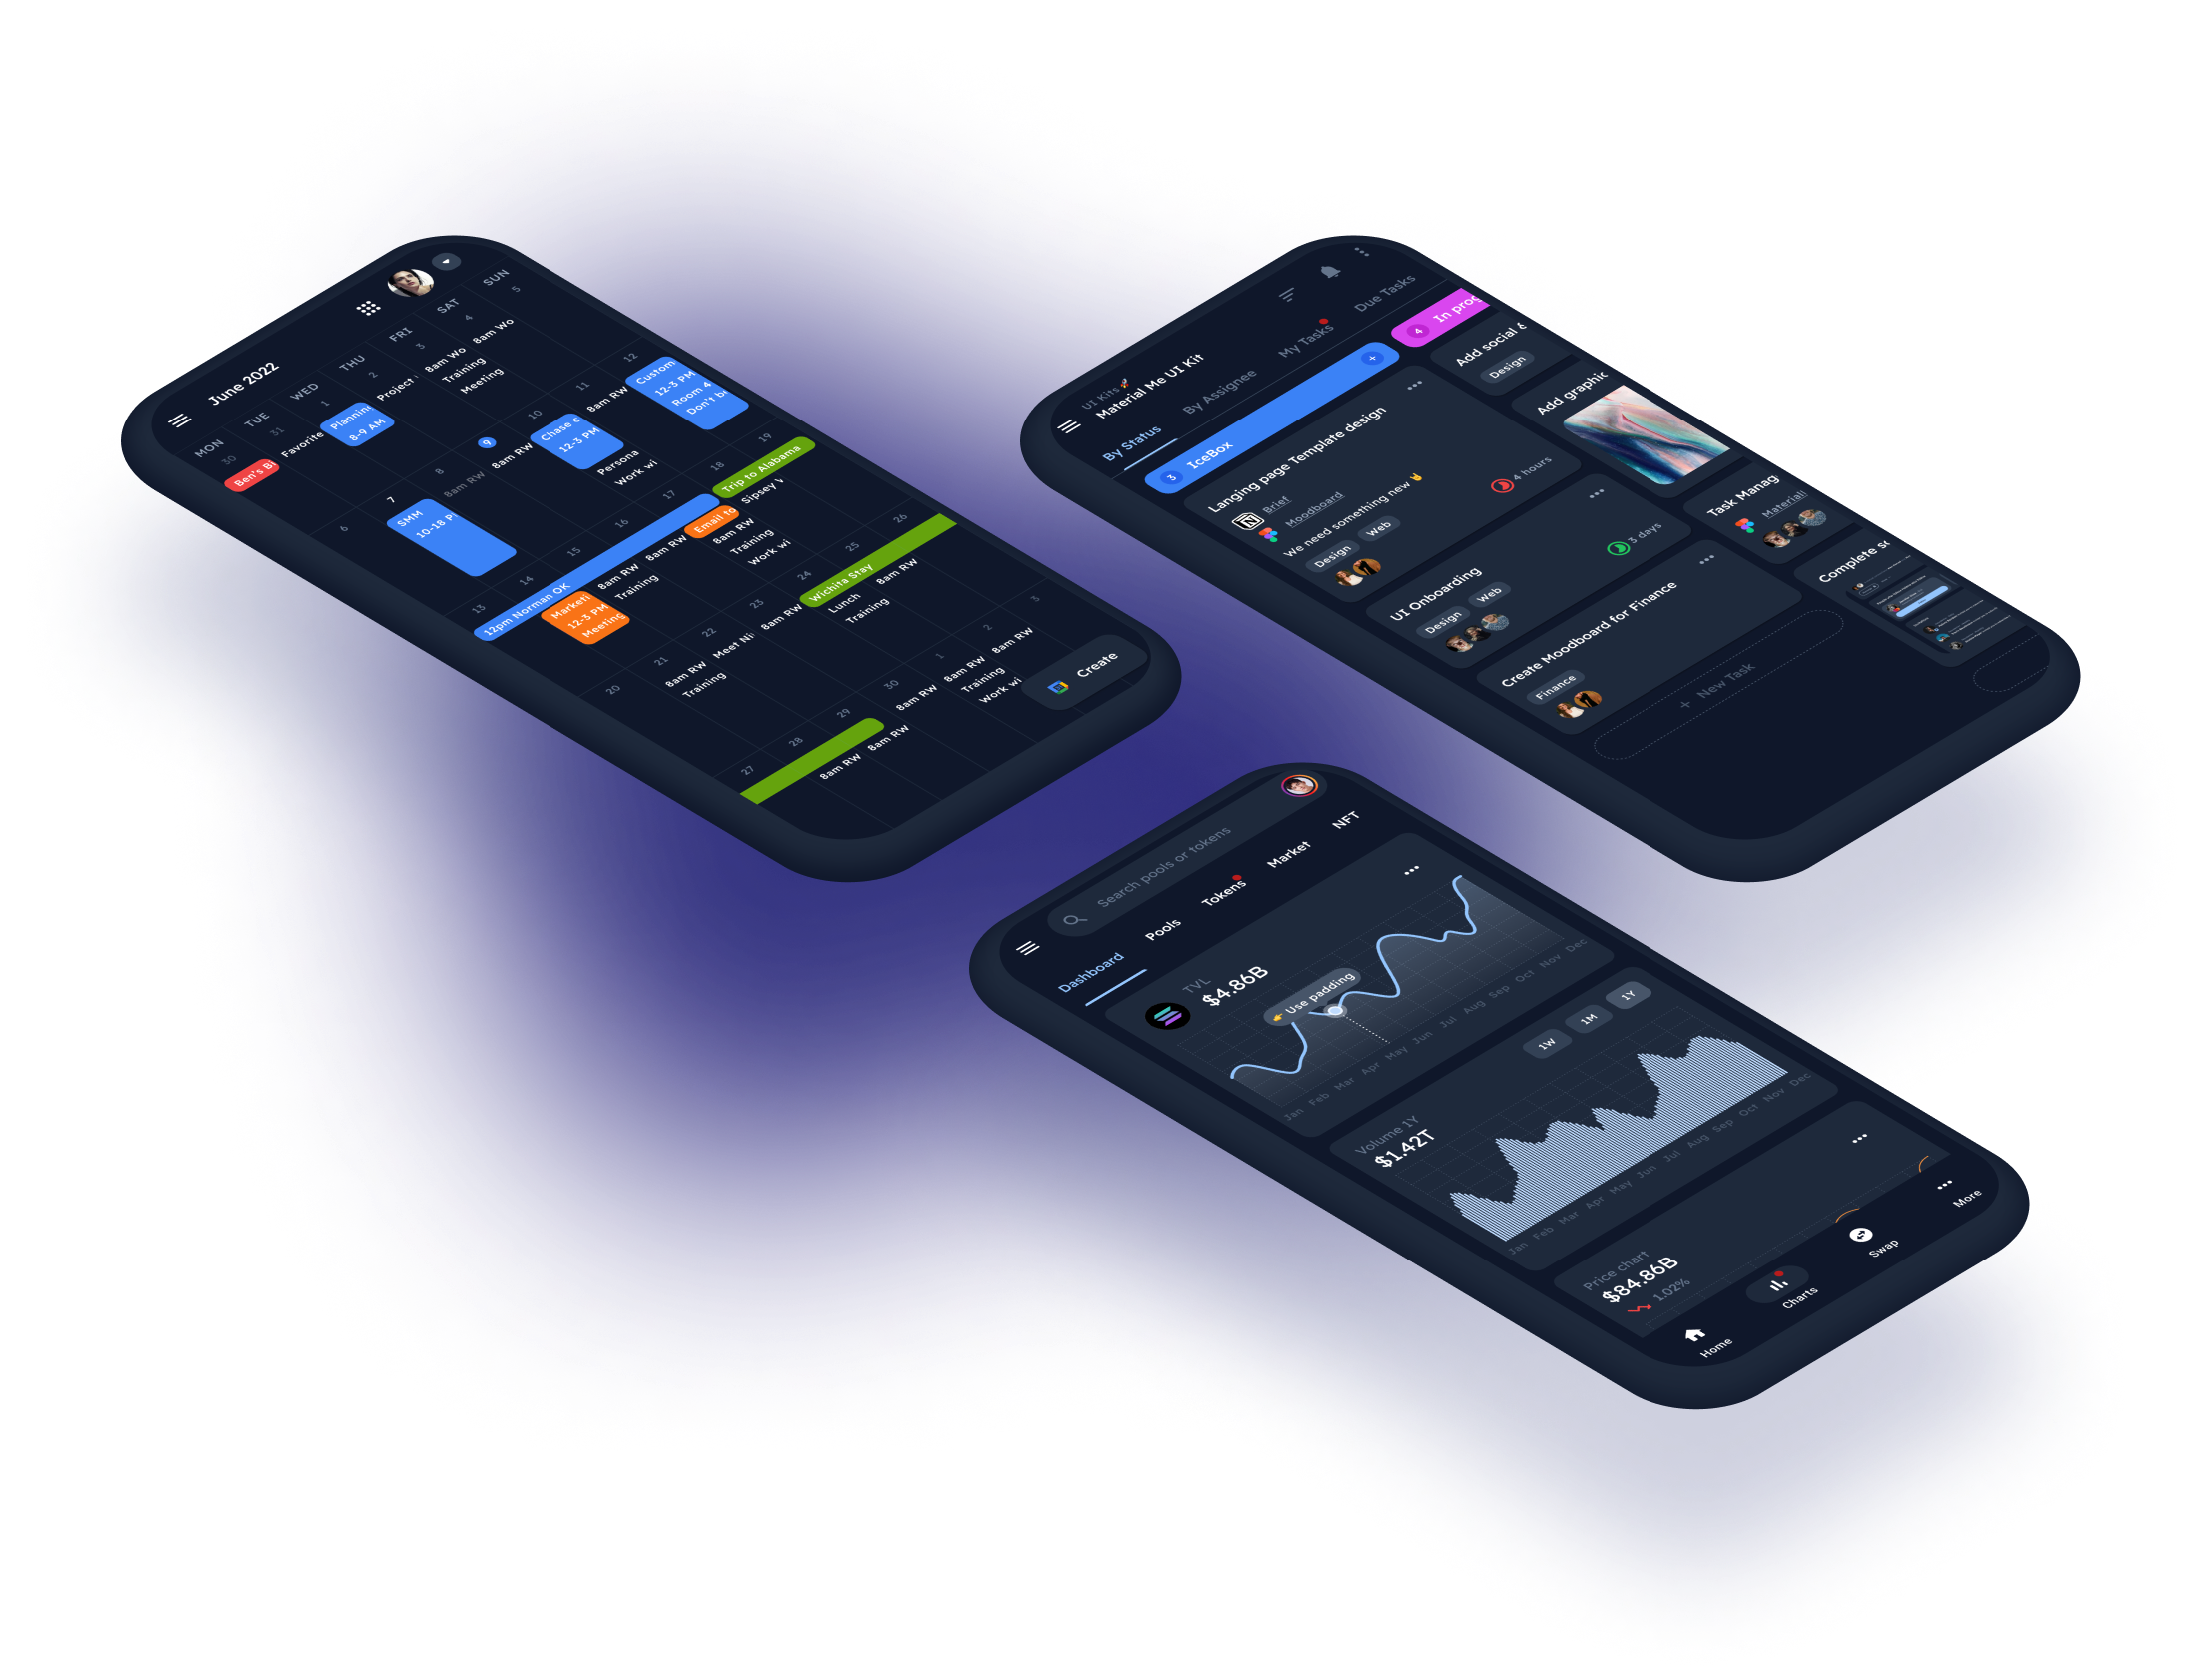 June 2022
MON TUE WED THU FRI SAT SUN
30 31 1 2 3 4 5
Ben's
Favorite
8-9 AM
Project
8am Wo
Training
Meeting
8am Wo
6 7 8 9 10 11 12
SMM
8am RW
8am RW
Chase
12-3 PM
Persona
Work wi
8am RW
Custom
12-3 PM
Room 4
Don't
13 14 15 16 17 18 19
12pm Norman OK
12-3 PM
Meeting
8am RW
Training
8am RW
Email to
8am RW
Training
Work wi
Trip to Alabama
Sipsey
20 21 22 23 24 25 26
8am RW
Training
Meet
8am RW
Wichita Stay
Lunch
Training
8am RW
27 28 29 30 1 2 3
8am RW
8am RW
8am RW
8am RW
Training
Work wi
8am RW
Create
UI Kits 🚀
Material Me UI Kit
By Status By Assignee My Tasks Due Tasks
3 IceBox +
Langing page Template design
Brief
Moodboard
We need something new 🤘
Design Web
4 hours
UI Onboarding
Design Web
3 days
Create Moodboard for Finance
Finance
+ New Task
4 In
Add social
Design
Add graphic
Task Manag
Complete
Search pools or tokens
Dashboard Pools Tokens Market NFT
TVL
$4.86B
👉 Use padding
Jan Feb Mar Apr May Jun Jul Aug Sep Oct Nov Dec
Volume 1Y
$1.42T
1W 1M 1Y
Jan Feb Mar Apr May Jun Jul Aug Sep Oct Nov Dec
Price chart
$84.86B
1.02%
Home Charts Swap More